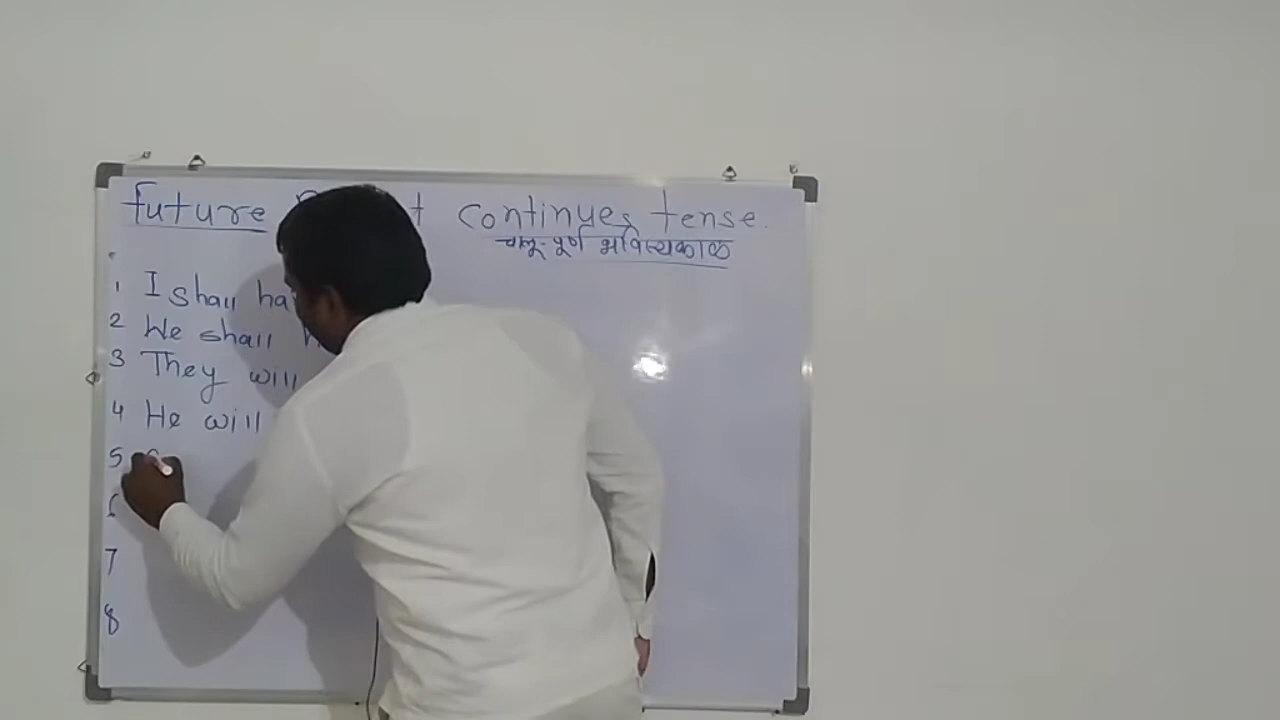 future t continues tense.
चालू-पूर्ण भविष्यकाळ
1 I shall ha
2 We shall
3 They will
4 He will
5
6
7
8